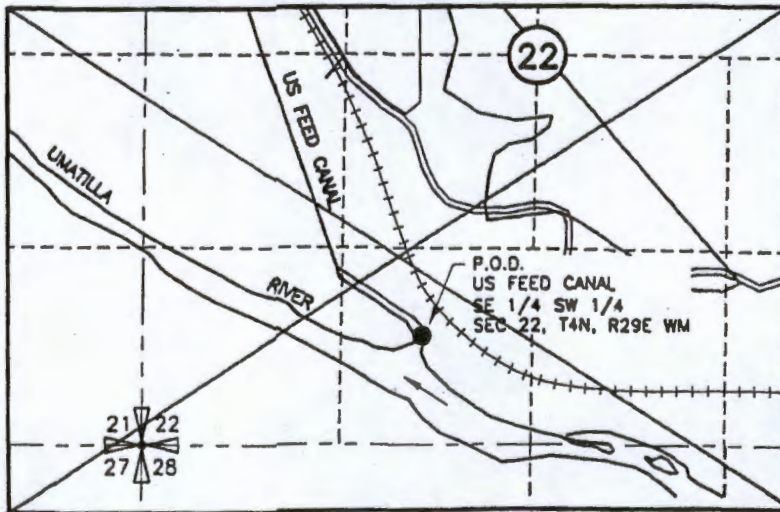 22
US FEED CANAL
UMATILLA
RIVER
P.O.D.
US FEED CANAL
SE 1/4 SW 1/4
SEC 22, T4N, R29E WM
21 22
27 28